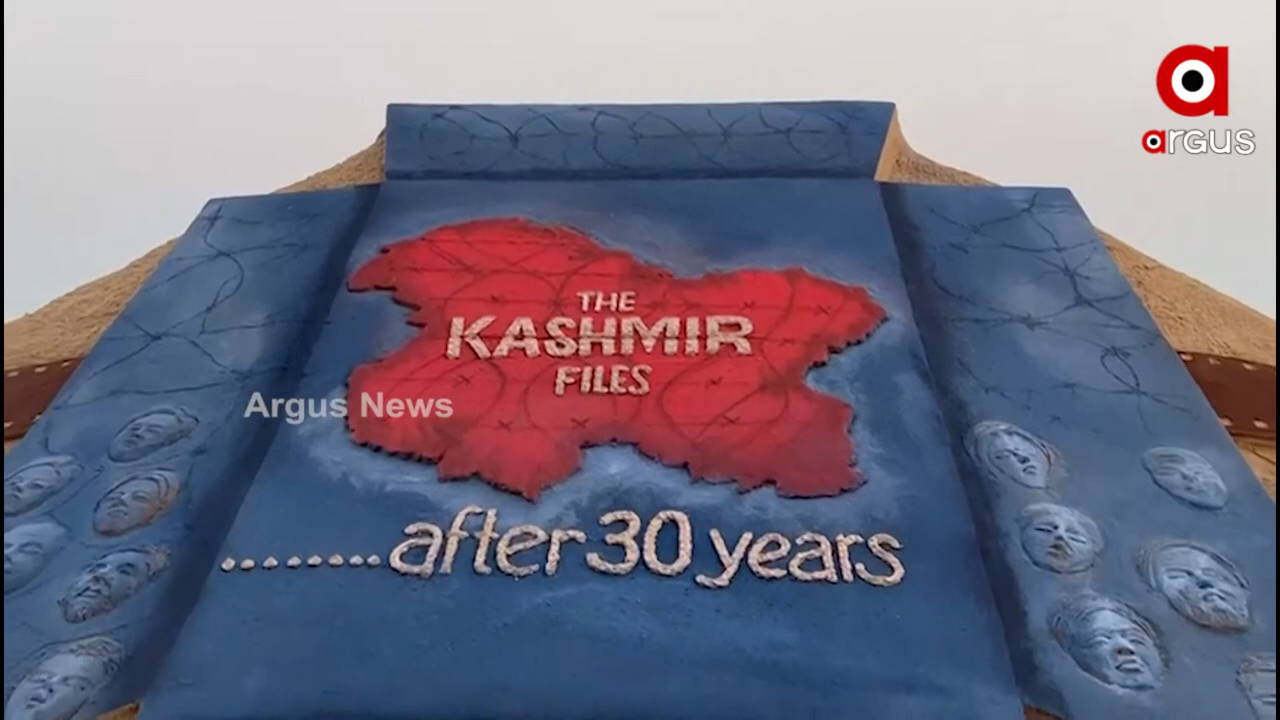 argus
THE
KASHMIR
FILES
Argus News
........after 30 years